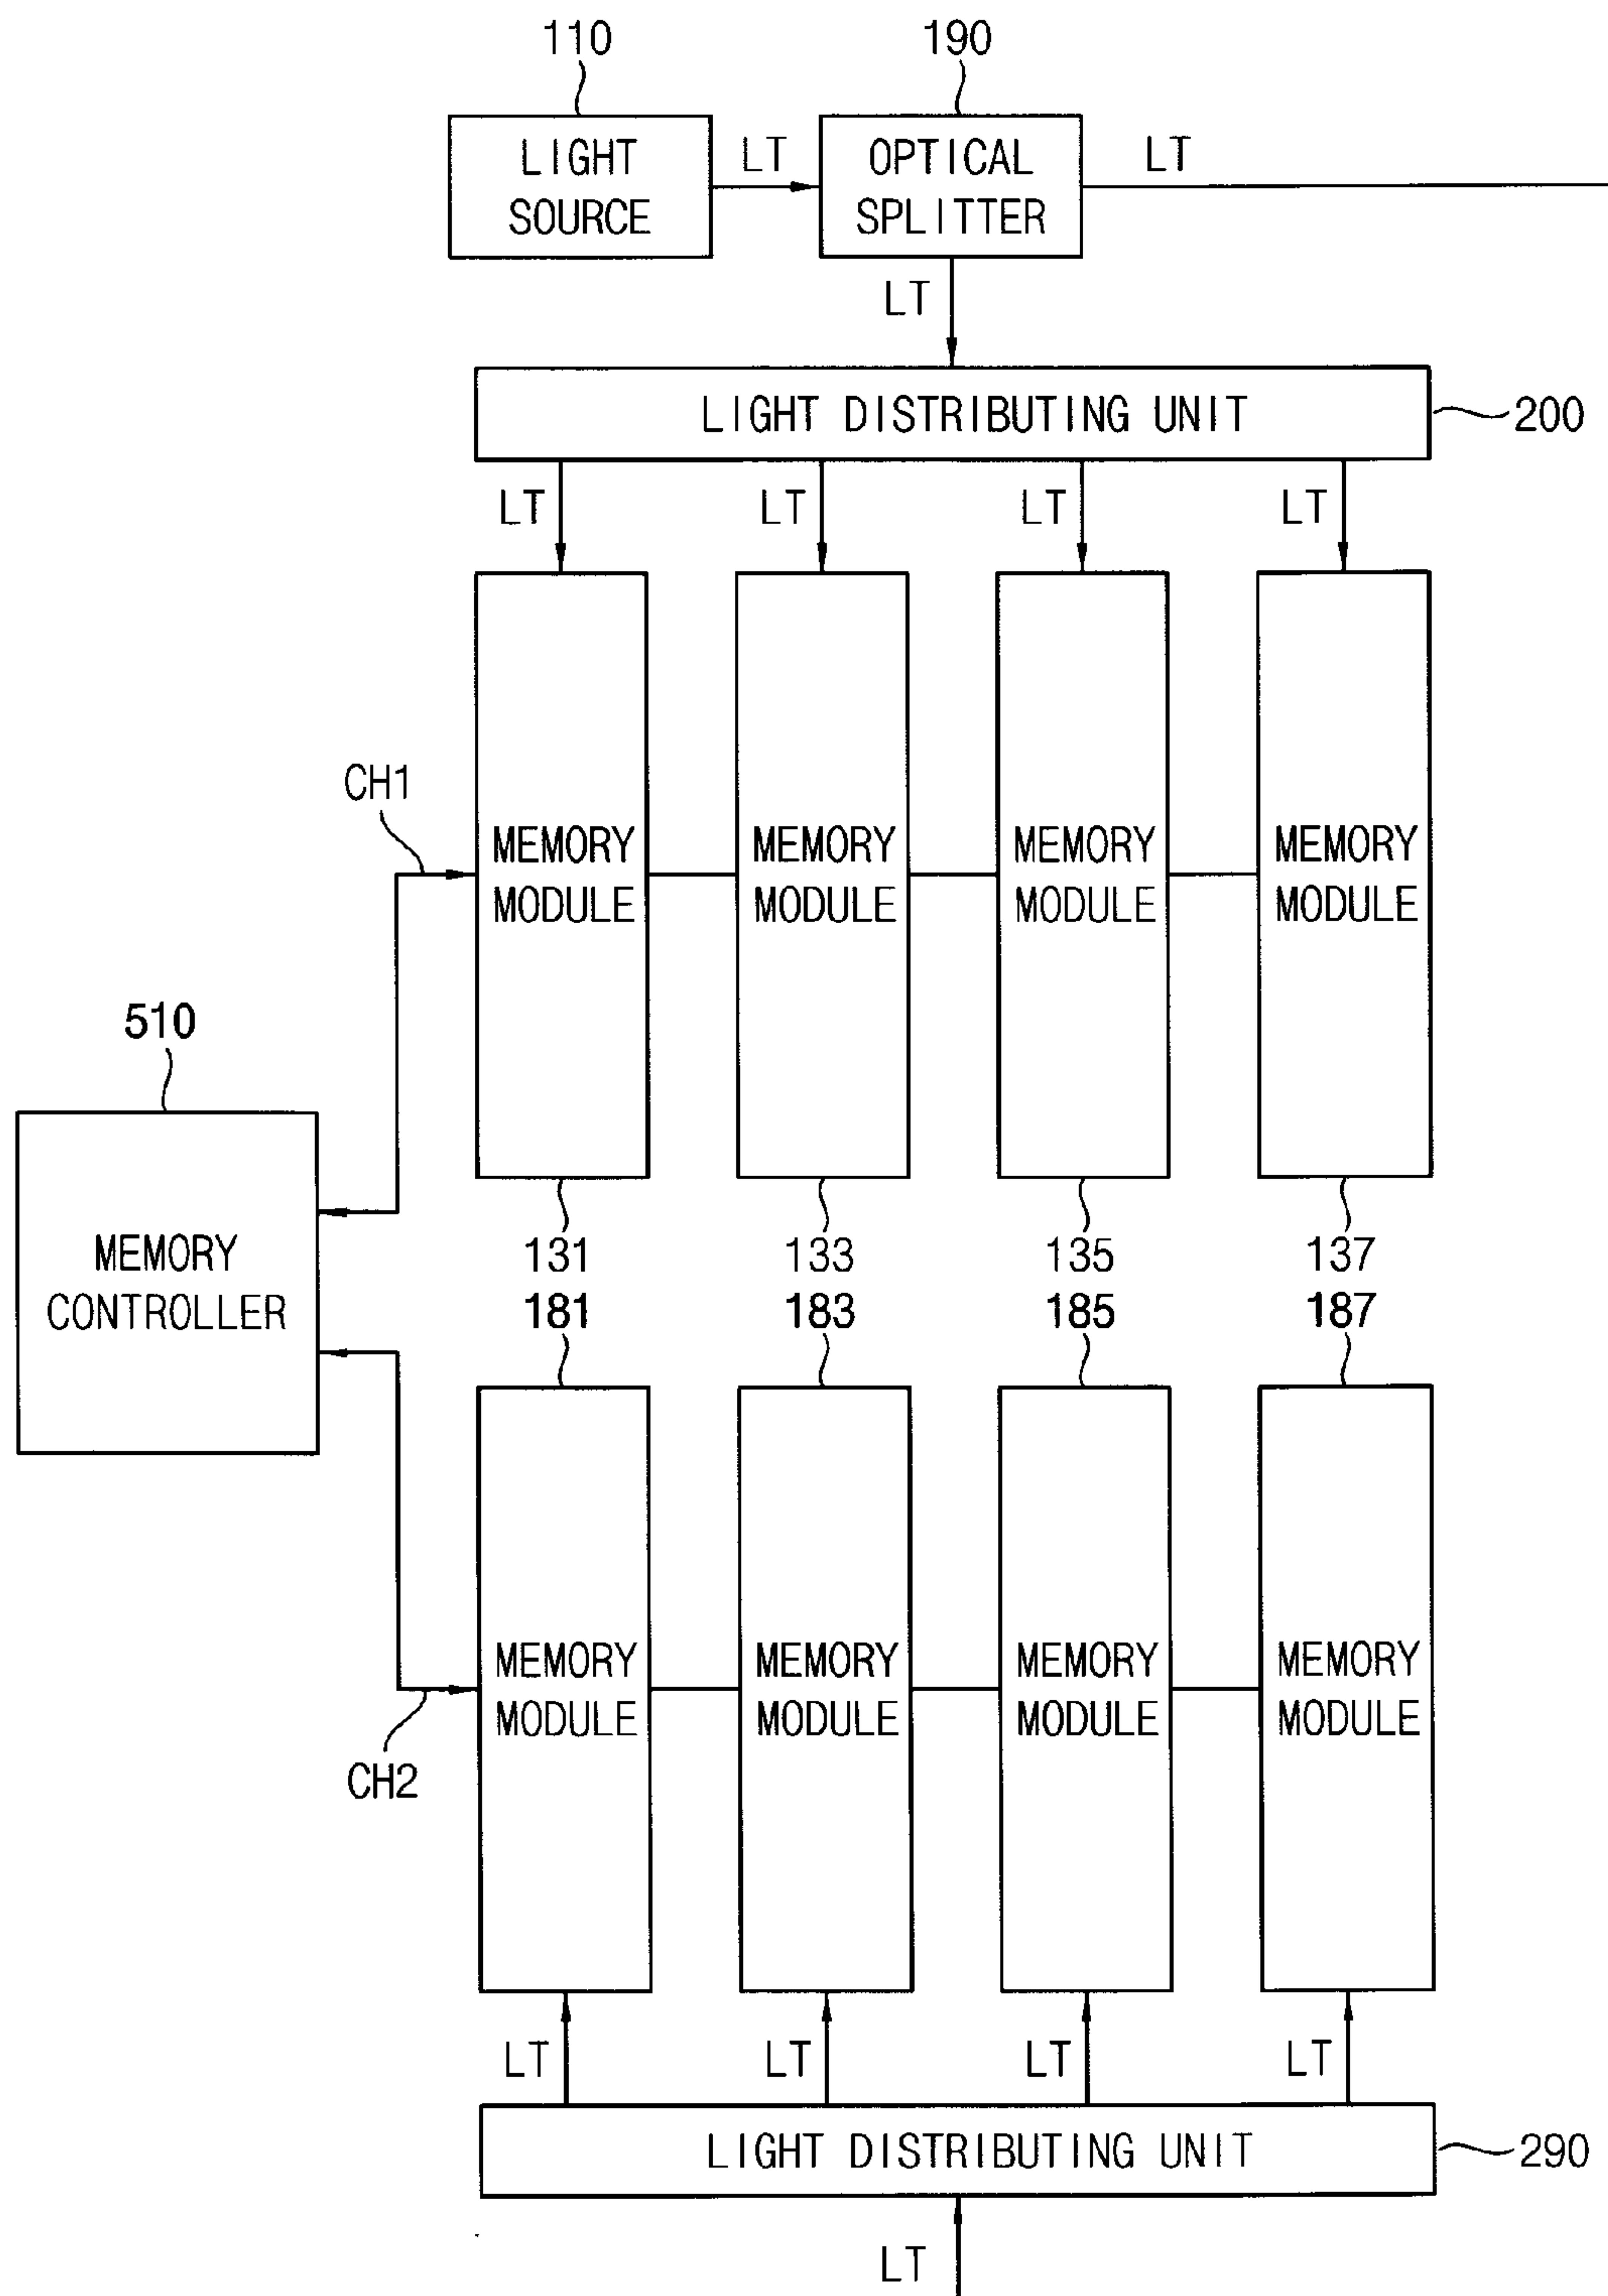 110
190
LIGHT
SOURCE
LT
OPTICAL
SPLITTER
LT
LT
LIGHT DISTRIBUTING UNIT
200
LT
LT
LT
LT
CH1
MEMORY
MODULE
MEMORY
MODULE
MEMORY
MODULE
MEMORY
MODULE
510
MEMORY
CONTROLLER
131
133
135
137
181
183
185
187
MEMORY
MODULE
MEMORY
MODULE
MEMORY
MODULE
MEMORY
MODULE
CH2
LT
LT
LT
LT
LIGHT DISTRIBUTING UNIT
290
LT